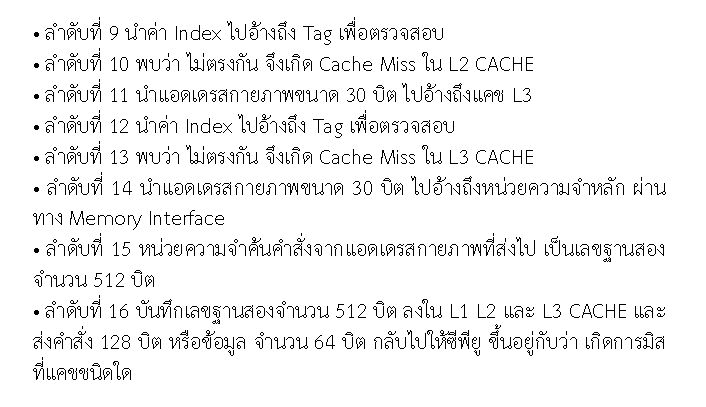 • ลำดับที่ 9 นำค่า Index ไปอ้างถึง Tag เพื่อตรวจสอบ
• ลำดับที่ 10 พบว่า ไม่ตรงกัน จึงเกิด Cache Miss ใน L2 CACHE
• ลำดับที่ 11 นำแอดเดรสกายภาพขนาด 30 บิต ไปอ้างถึงแคช L3
• ลำดับที่ 12 นำค่า Index ไปอ้างถึง Tag เพื่อตรวจสอบ
• ลำดับที่ 13 พบว่า ไม่ตรงกัน จึงเกิด Cache Miss ใน L3 CACHE
• ลำดับที่ 14 นำแอดเดรสกายภาพขนาด 30 บิต ไปอ้างถึงหน่วยความจำหลัก ผ่าน
ทาง Memory Interface
• ลำดับที่ 15 หน่วยความจำค้นคำสั่งจากแอดเดรสกายภาพที่ส่งไป เป็นเลขฐานสอง
จำนวน 512 บิต
• ลำดับที่ 16 บันทึกเลขฐานสองจำนวน 512 บิต ลงใน L1 L2 และ L3 CACHE และ
ส่งคำสั่ง 128 บิต หรือข้อมูล จำนวน 64 บิต กลับไปให้ซีพียู ขึ้นอยู่กับว่า เกิดการมิส
ที่แคชชนิดใด